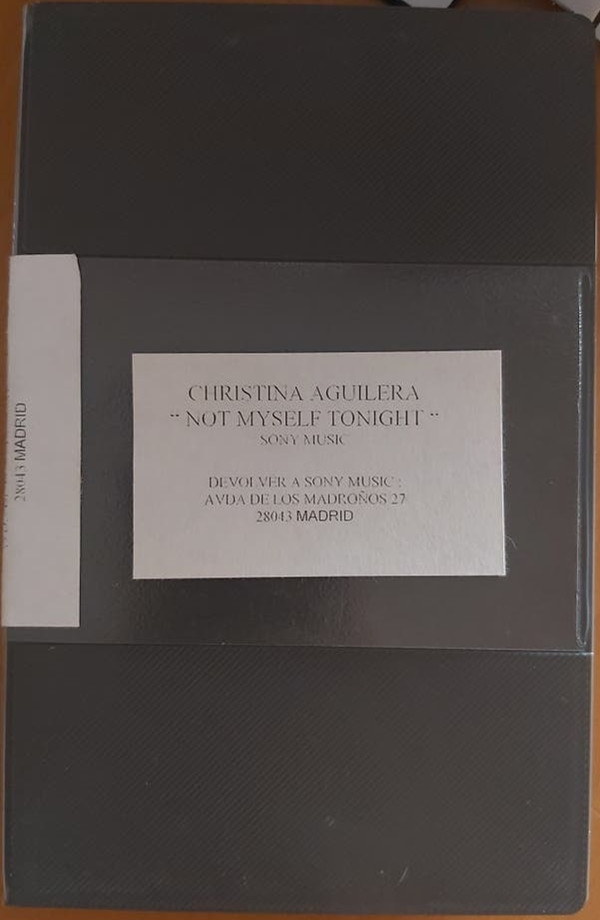 CHRISTINA AGUILERA
" NOT MYSELF TONIGHT "
SONY MUSIC
DEVOLVER A SONY MUSIC :
AVDA DE LOS MADROÑOS 27
28043 MADRID
28043 MADRID